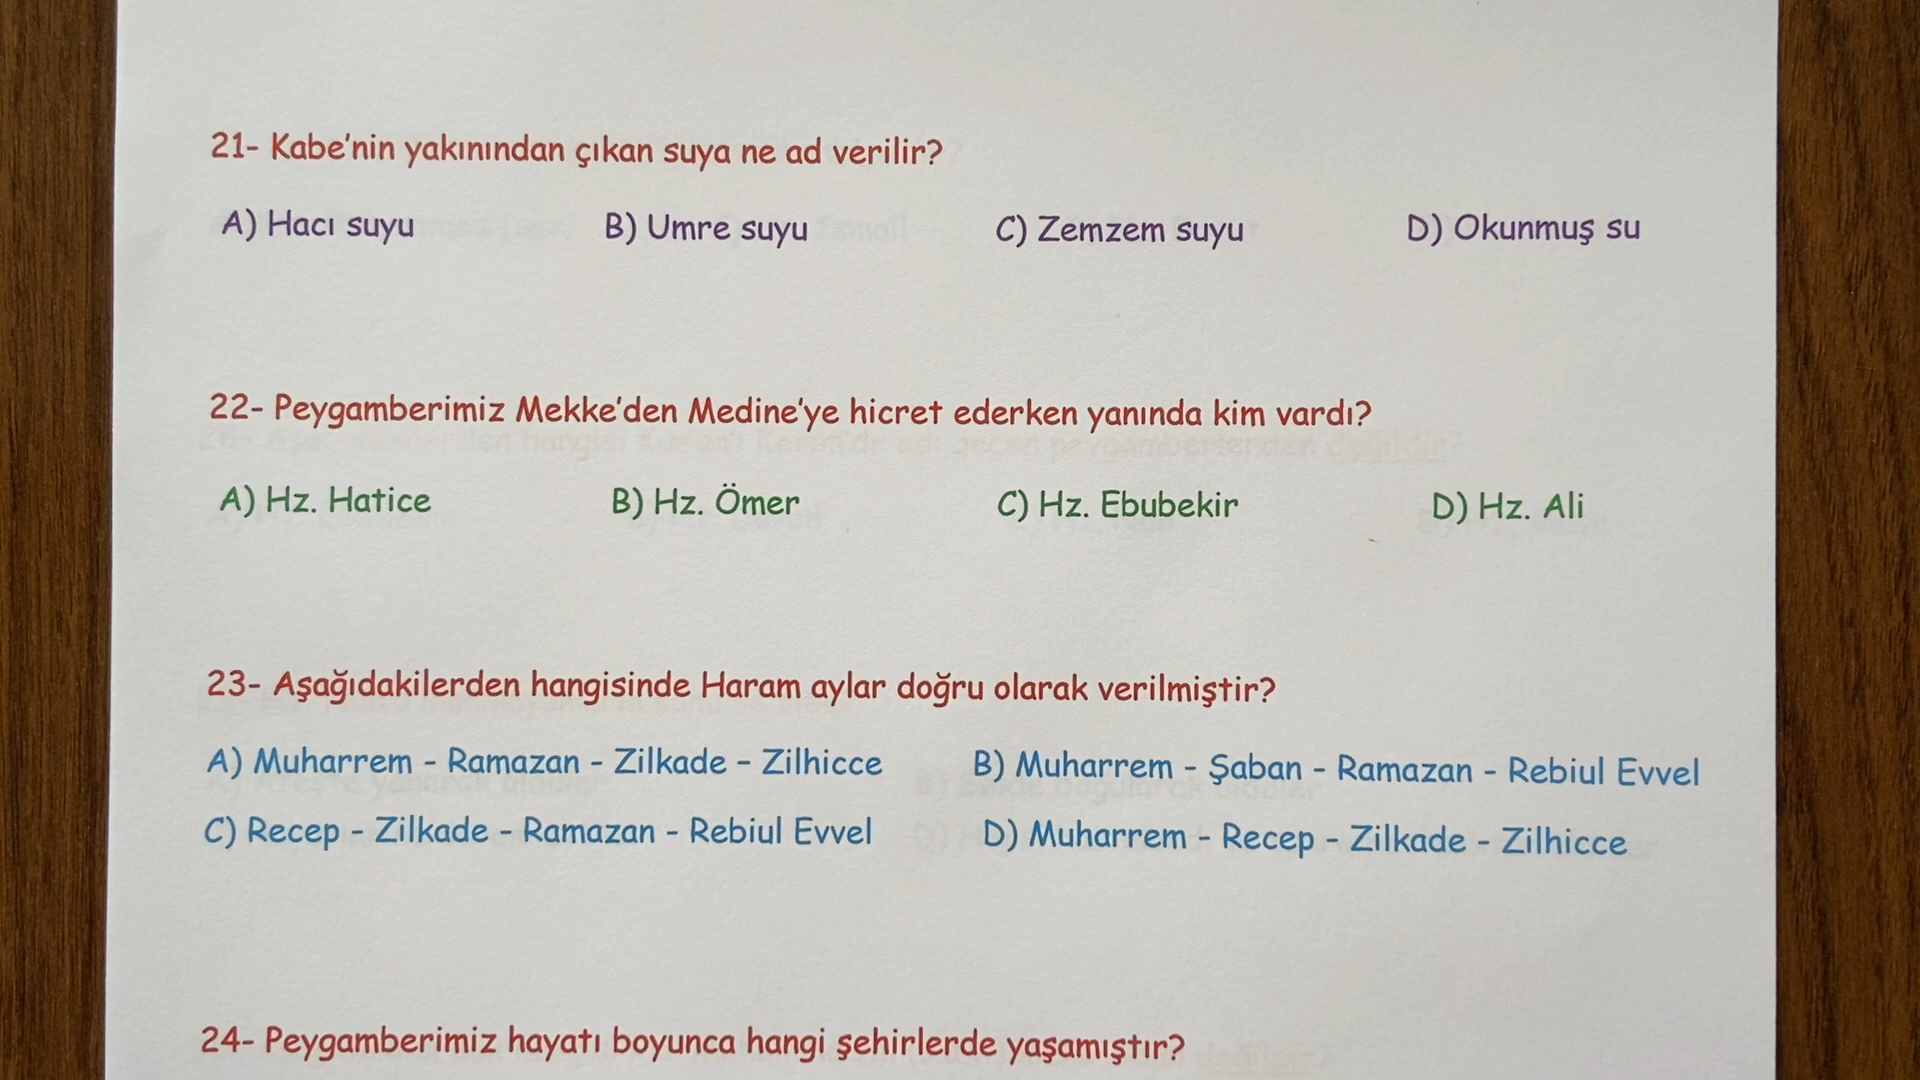 21- Kabe'nin yakınından çıkan suya ne ad verilir?
A) Hacı suyu B) Umre suyu C) Zemzem suyu D) Okunmuş su
22- Peygamberimiz Mekke'den Medine'ye hicret ederken yanında kim vardı?
A) Hz. Hatice B) Hz. Ömer C) Hz. Ebubekir D) Hz. Ali
23- Aşağıdakilerden hangisinde Haram aylar doğru olarak verilmiştir?
A) Muharrem - Ramazan - Zilkade - Zilhicce B) Muharrem - Şaban - Ramazan - Rebiul Evvel
C) Recep - Zilkade - Ramazan - Rebiul Evvel D) Muharrem - Recep - Zilkade - Zilhicce
24- Peygamberimiz hayatı boyunca hangi şehirlerde yaşamıştır?